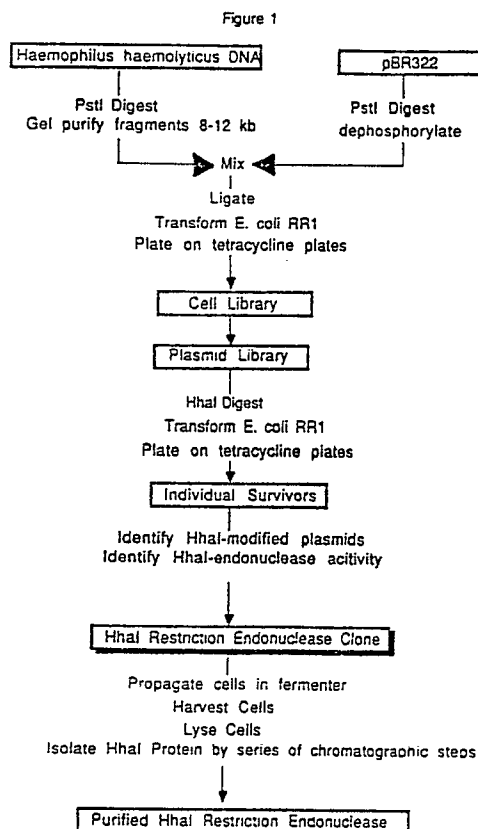 Figure 1
Haemophilus haemolyticus DNA
pBR322
PstI Digest
Gel purify fragments 8-12 kb
PstI Digest
dephosphorylate
Mix
Ligate
Transform E. coli RR1
Plate on tetracycline plates
Cell Library
Plasmid Library
HhaI Digest
Transform E. coli RR1
Plate on tetracycline plates
Individual Survivors
Identify HhaI-modified plasmids
Identify HhaI-endonuclease acitivity
HhaI Restriction Endonuclease Clone
Propagate cells in fermenter
Harvest Cells
Lyse Cells
Isolate HhaI Protein by series of chromatographic steps
Purified HhaI Restriction Endonuclease